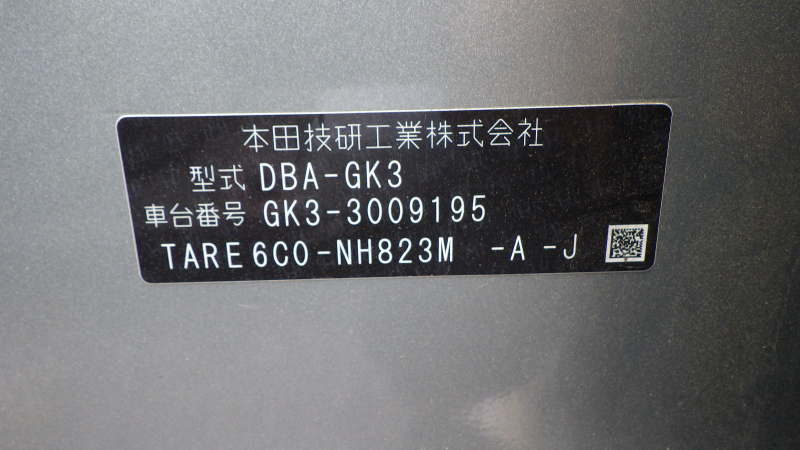 本田技研工業株式会社
型式 DBA-GK3
車台番号 GK3-3009195
TARE6C0-NH823M -A -J